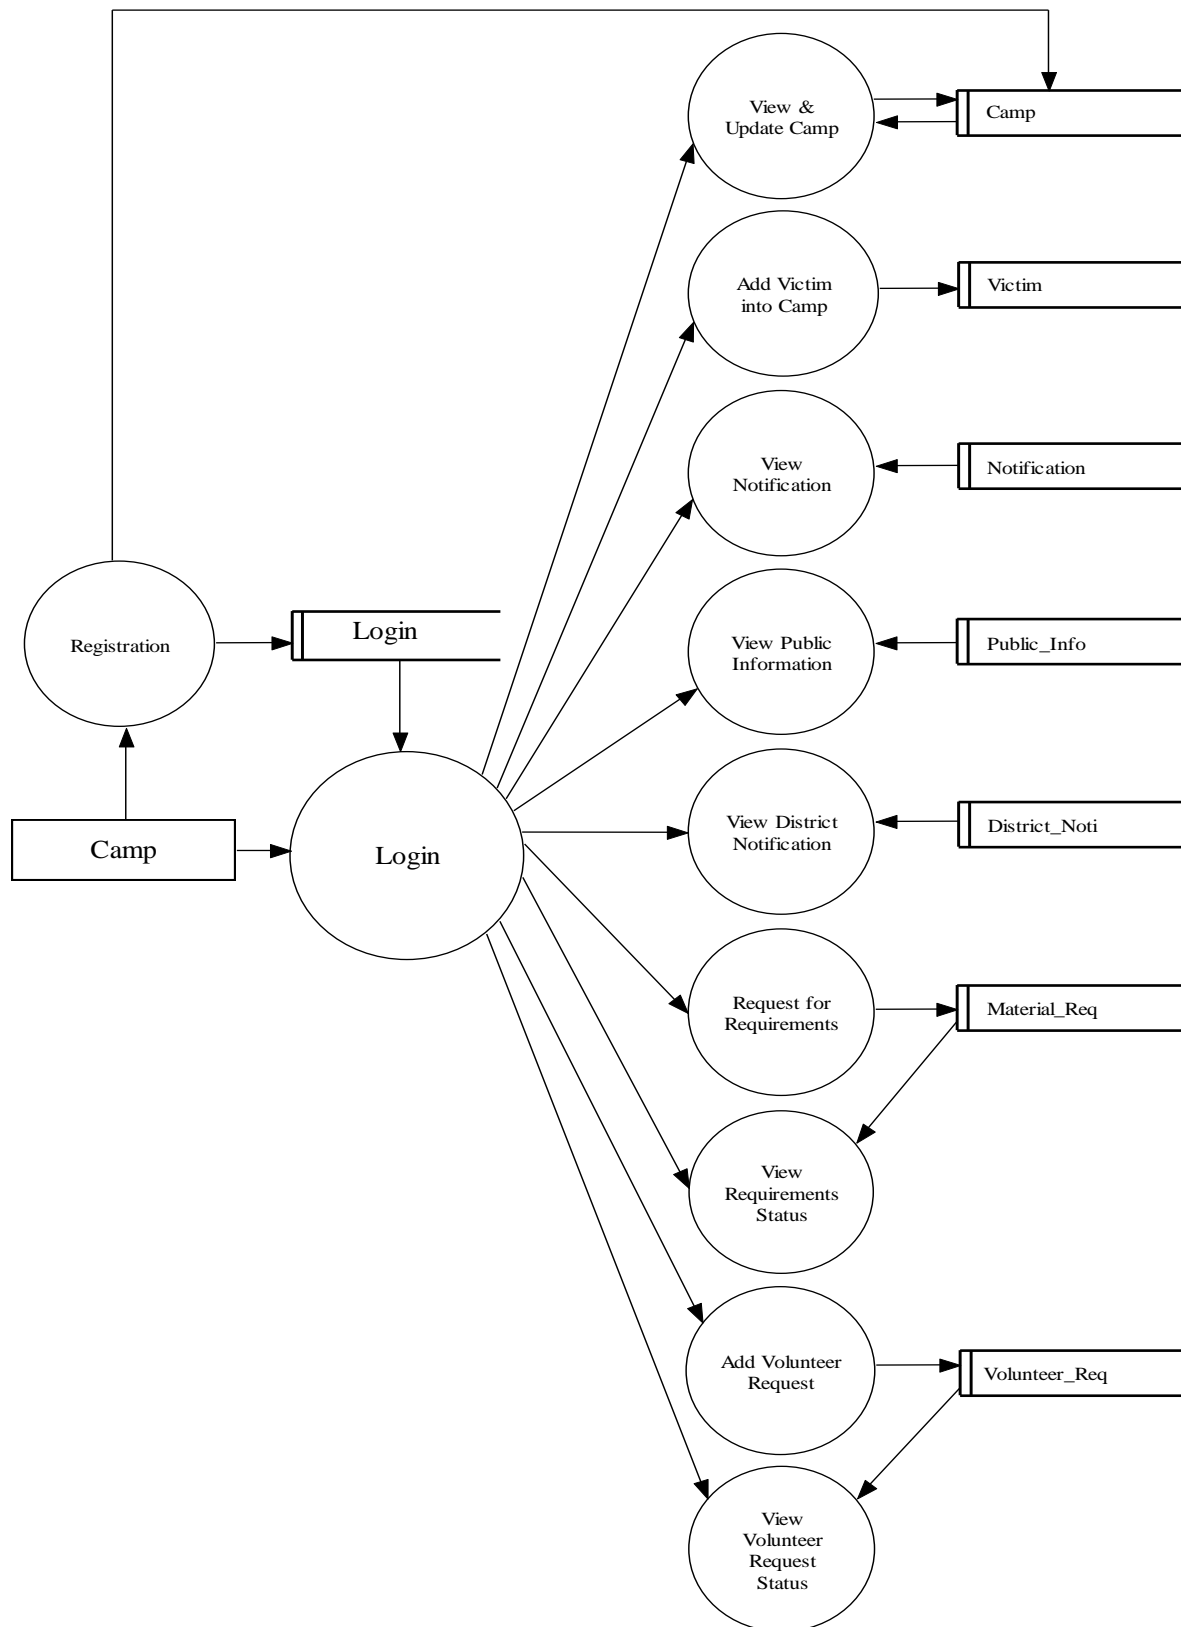 View &
Update Camp
Camp
Add Victim
into Camp
Victim
View
Notification
Notification
Registration
Login
View Public
Information
Public_Info
Camp
Login
View District
Notification
District_Noti
Request for
Requirements
Material_Req
View
Requirements
Status
Add Volunteer
Request
Volunteer_Req
View
Volunteer
Request
Status